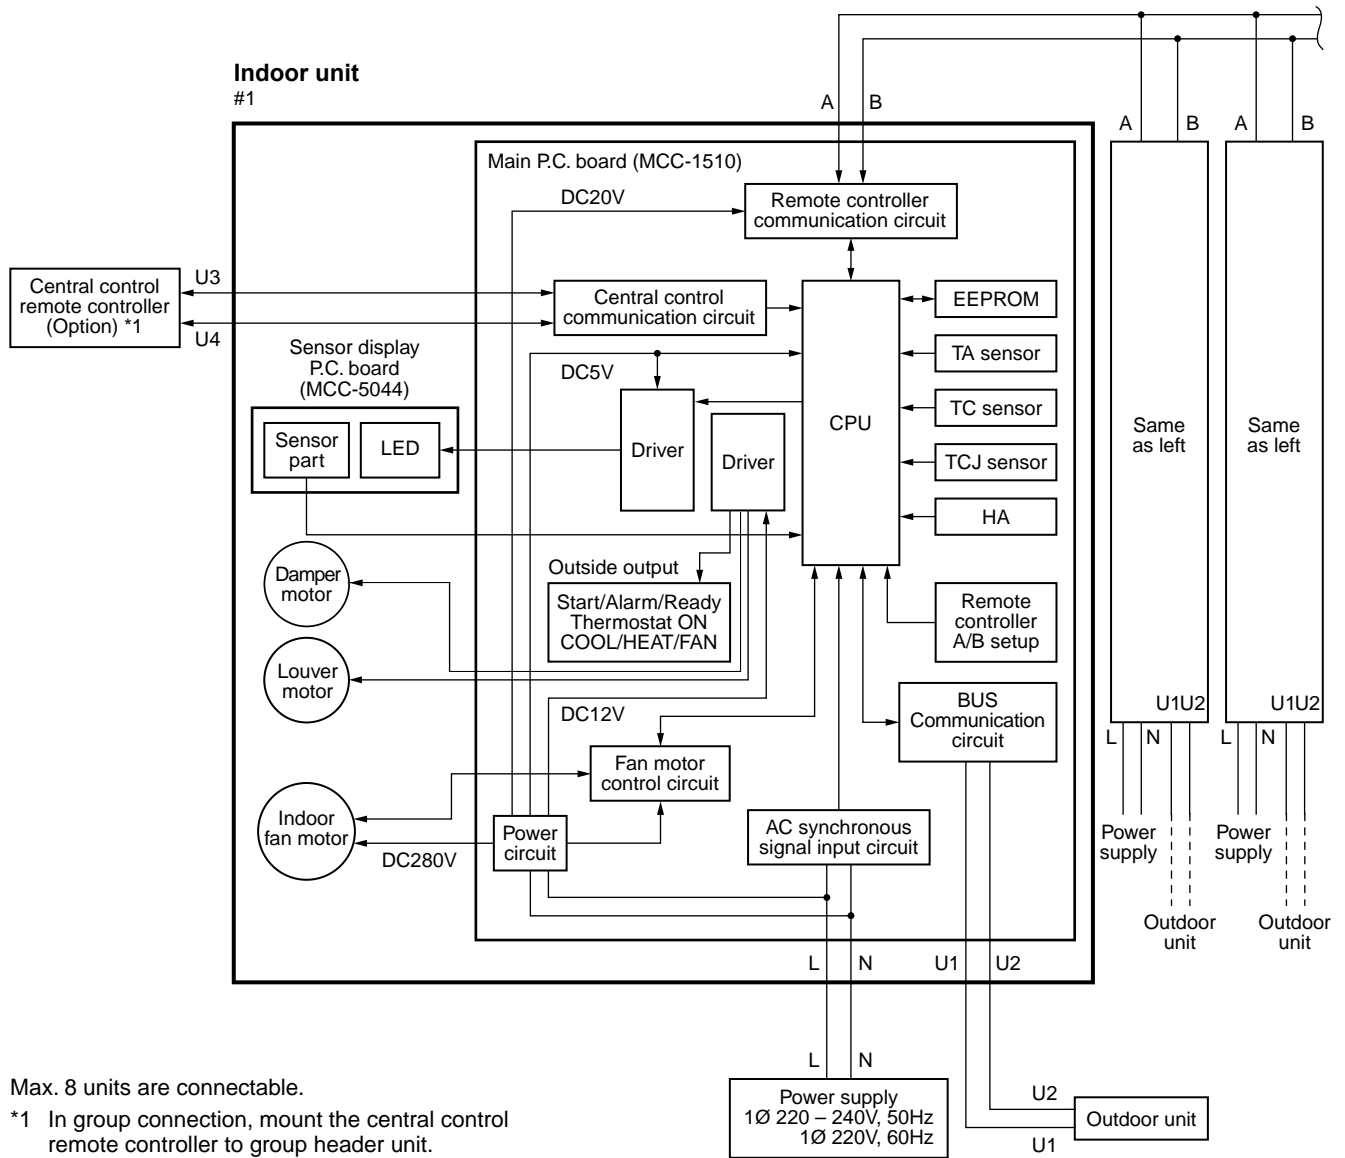 Indoor unit
#1
A
B
A
B
A
B
Main P.C. board (MCC-1510)
DC20V
Remote controller
communication circuit
U3
U4
Central control
remote controller
(Option) *1
Central control
communication circuit
EEPROM
TA sensor
TC sensor
TCJ sensor
HA
CPU
DC5V
Sensor display
P.C. board
(MCC-5044)
Sensor
part
LED
Driver
Driver
Same
as left
Same
as left
Damper
motor
Outside output
Start/Alarm/Ready
Thermostat ON
COOL/HEAT/FAN
Remote
controller
A/B setup
Louver
motor
DC12V
BUS
Communication
circuit
U1U2
U1U2
L
N
L
N
Fan motor
control circuit
Indoor
fan motor
DC280V
Power
circuit
AC synchronous
signal input circuit
Power
supply
Power
supply
Outdoor
unit
Outdoor
unit
L
N
U1
U2
L
N
Power supply
1Ø 220 – 240V, 50Hz
1Ø 220V, 60Hz
U2
U1
Outdoor unit
Max. 8 units are connectable.
*1 In group connection, mount the central control
remote controller to group header unit.